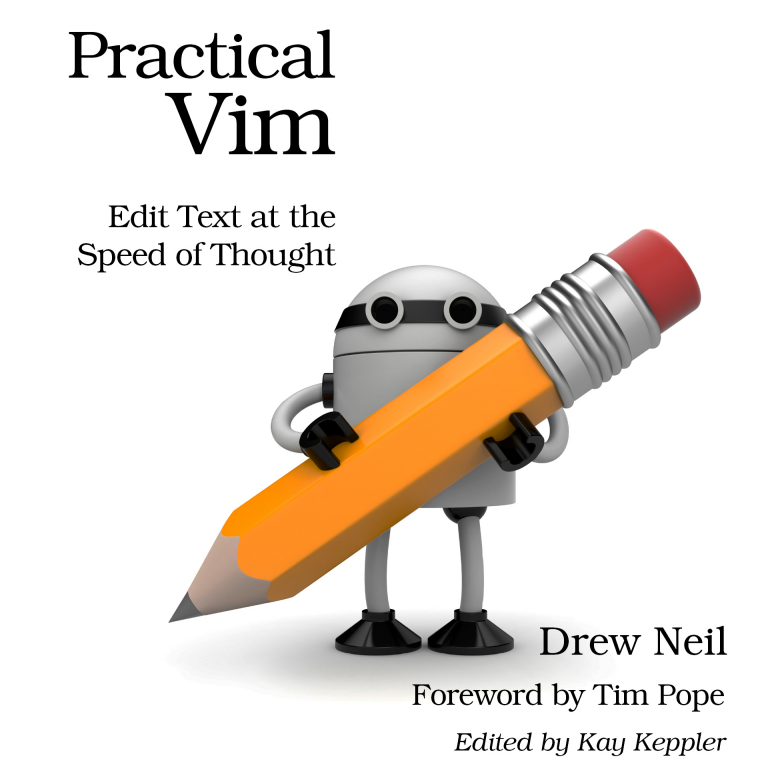 Practical
Vim
Edit Text at the
Speed of Thought
Drew Neil
Foreword by Tim Pope
Edited by Kay Keppler